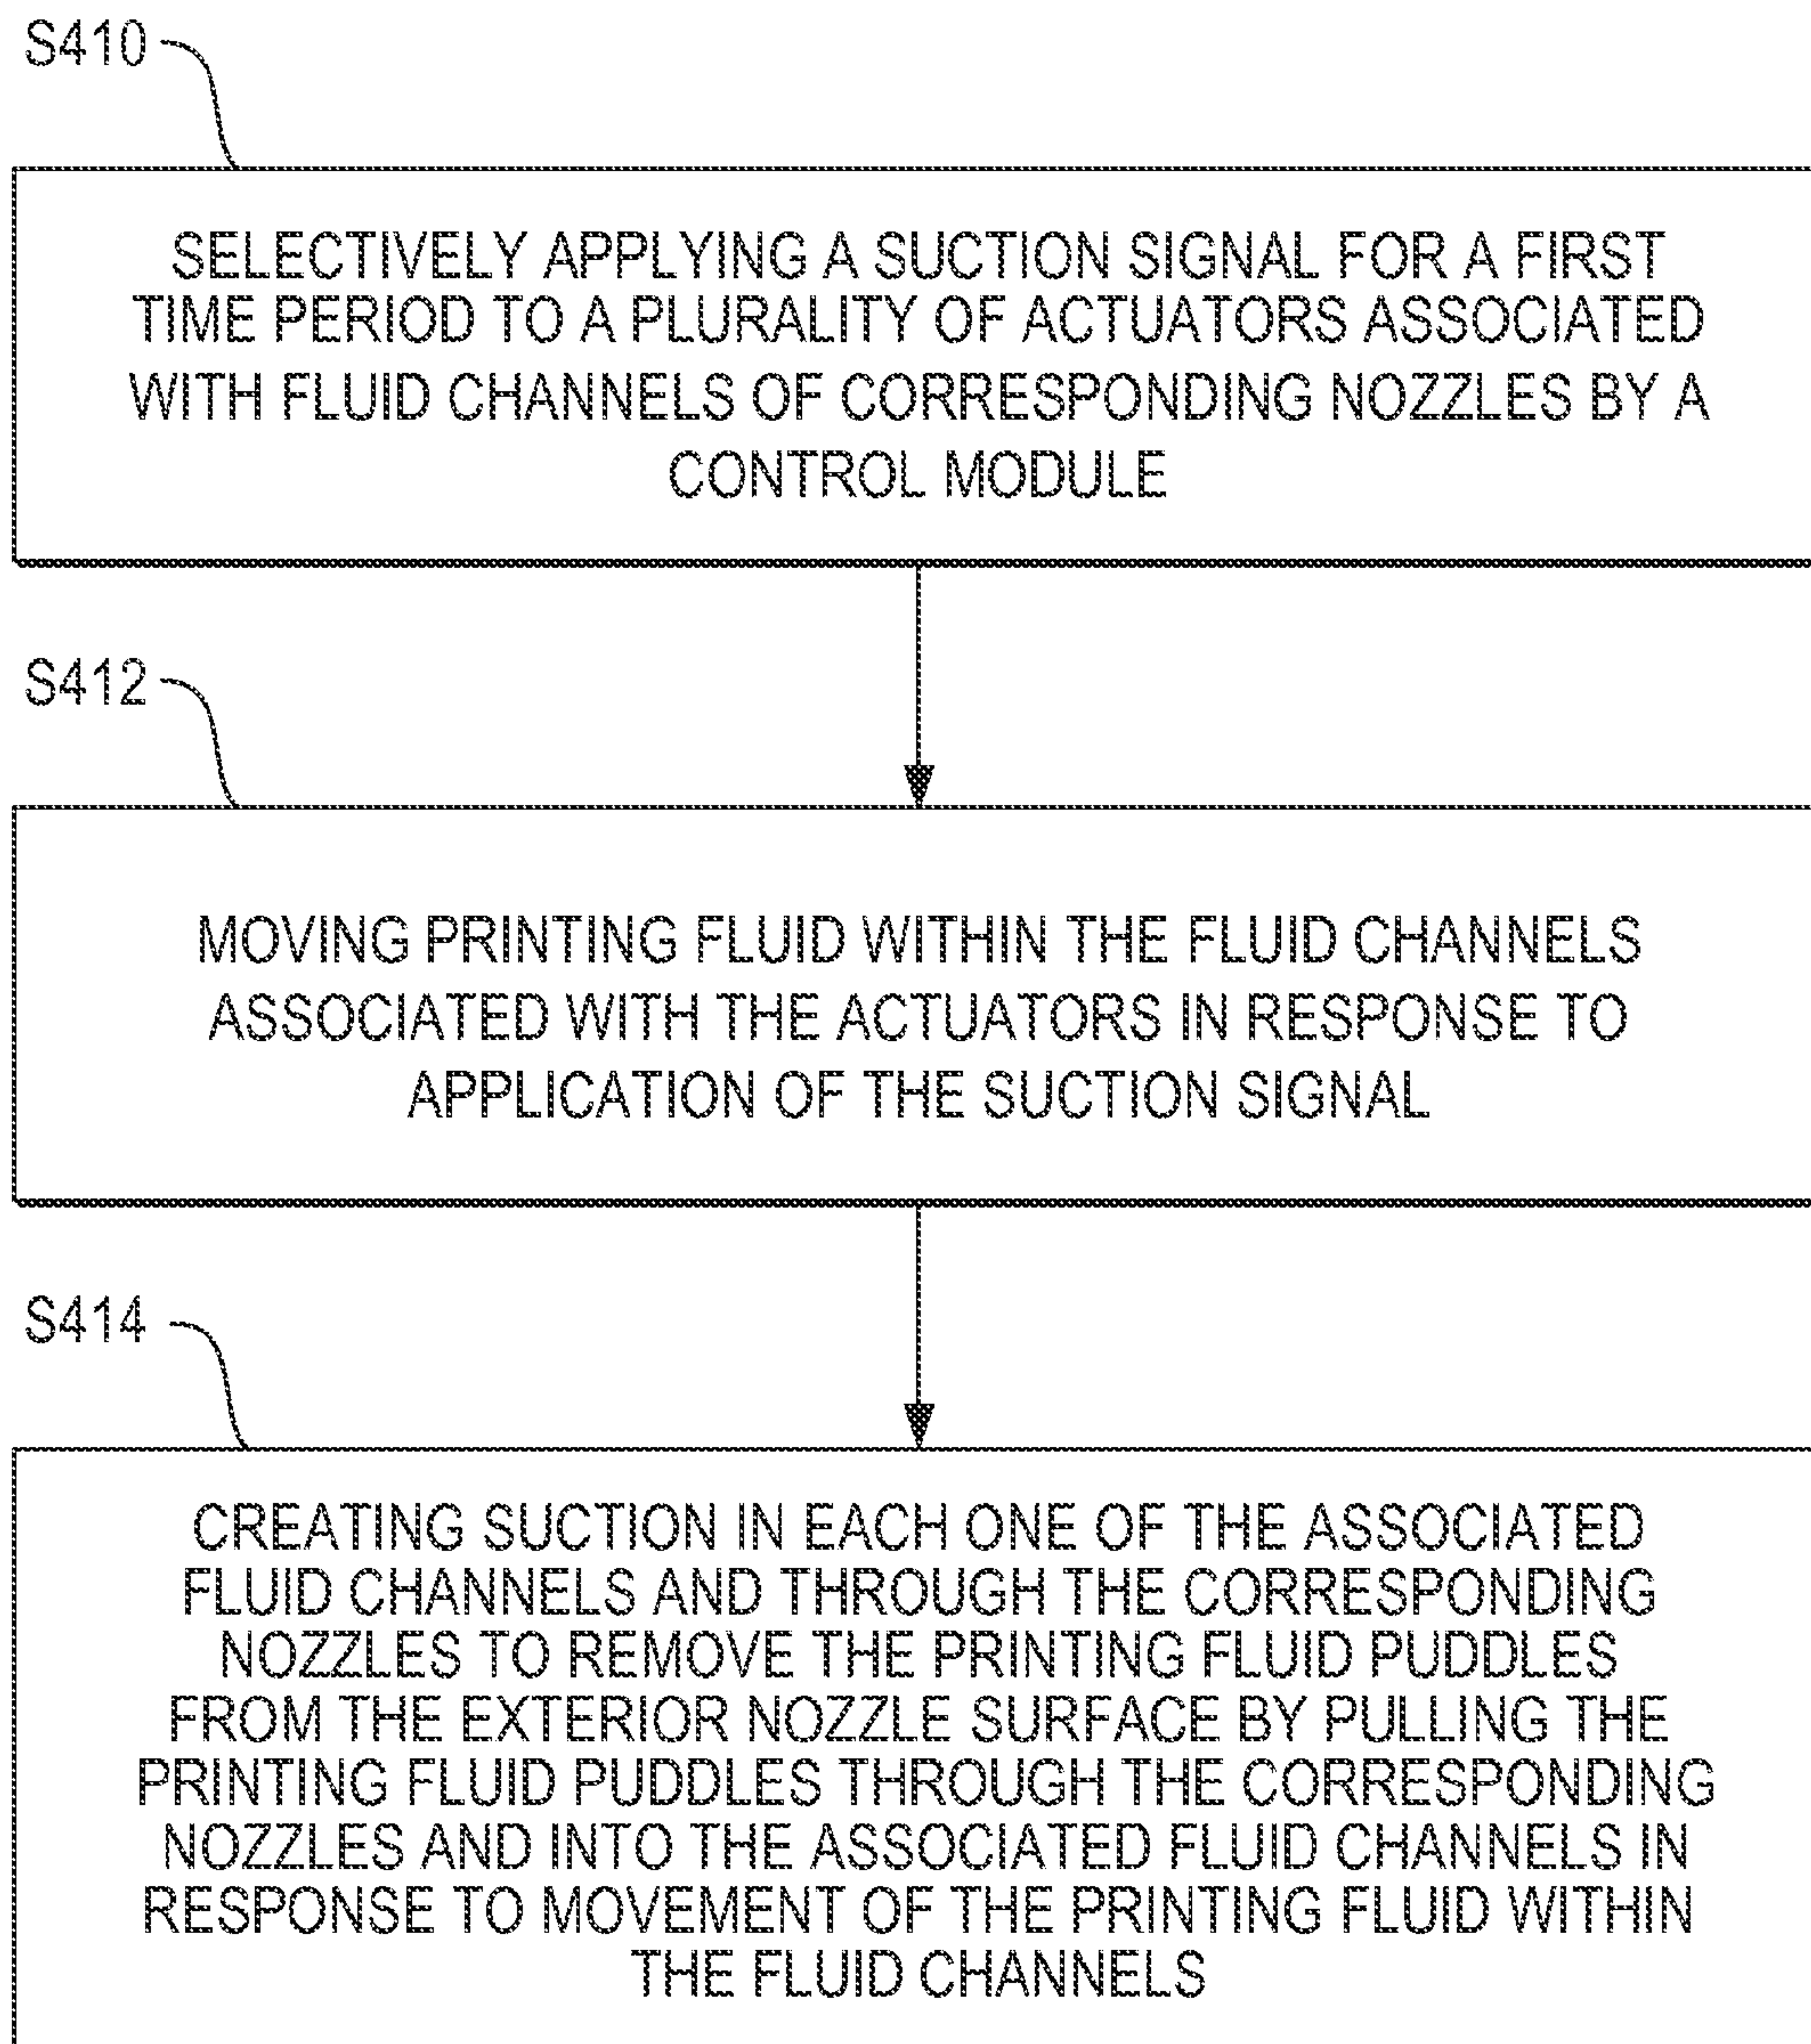 S410
SELECTIVELY APPLYING A SUCTION SIGNAL FOR A FIRST
TIME PERIOD TO A PLURALITY OF ACTUATORS ASSOCIATED
WITH FLUID CHANNELS OF CORRESPONDING NOZZLES BY A
CONTROL MODULE
S412
MOVING PRINTING FLUID WITHIN THE FLUID CHANNELS
ASSOCIATED WITH THE ACTUATORS IN RESPONSE TO
APPLICATION OF THE SUCTION SIGNAL
S414
CREATING SUCTION IN EACH ONE OF THE ASSOCIATED
FLUID CHANNELS AND THROUGH THE CORRESPONDING
NOZZLES TO REMOVE THE PRINTING FLUID PUDDLES
FROM THE EXTERIOR NOZZLE SURFACE BY PULLING THE
PRINTING FLUID PUDDLES THROUGH THE CORRESPONDING
NOZZLES AND INTO THE ASSOCIATED FLUID CHANNELS IN
RESPONSE TO MOVEMENT OF THE PRINTING FLUID WITHIN
THE FLUID CHANNELS